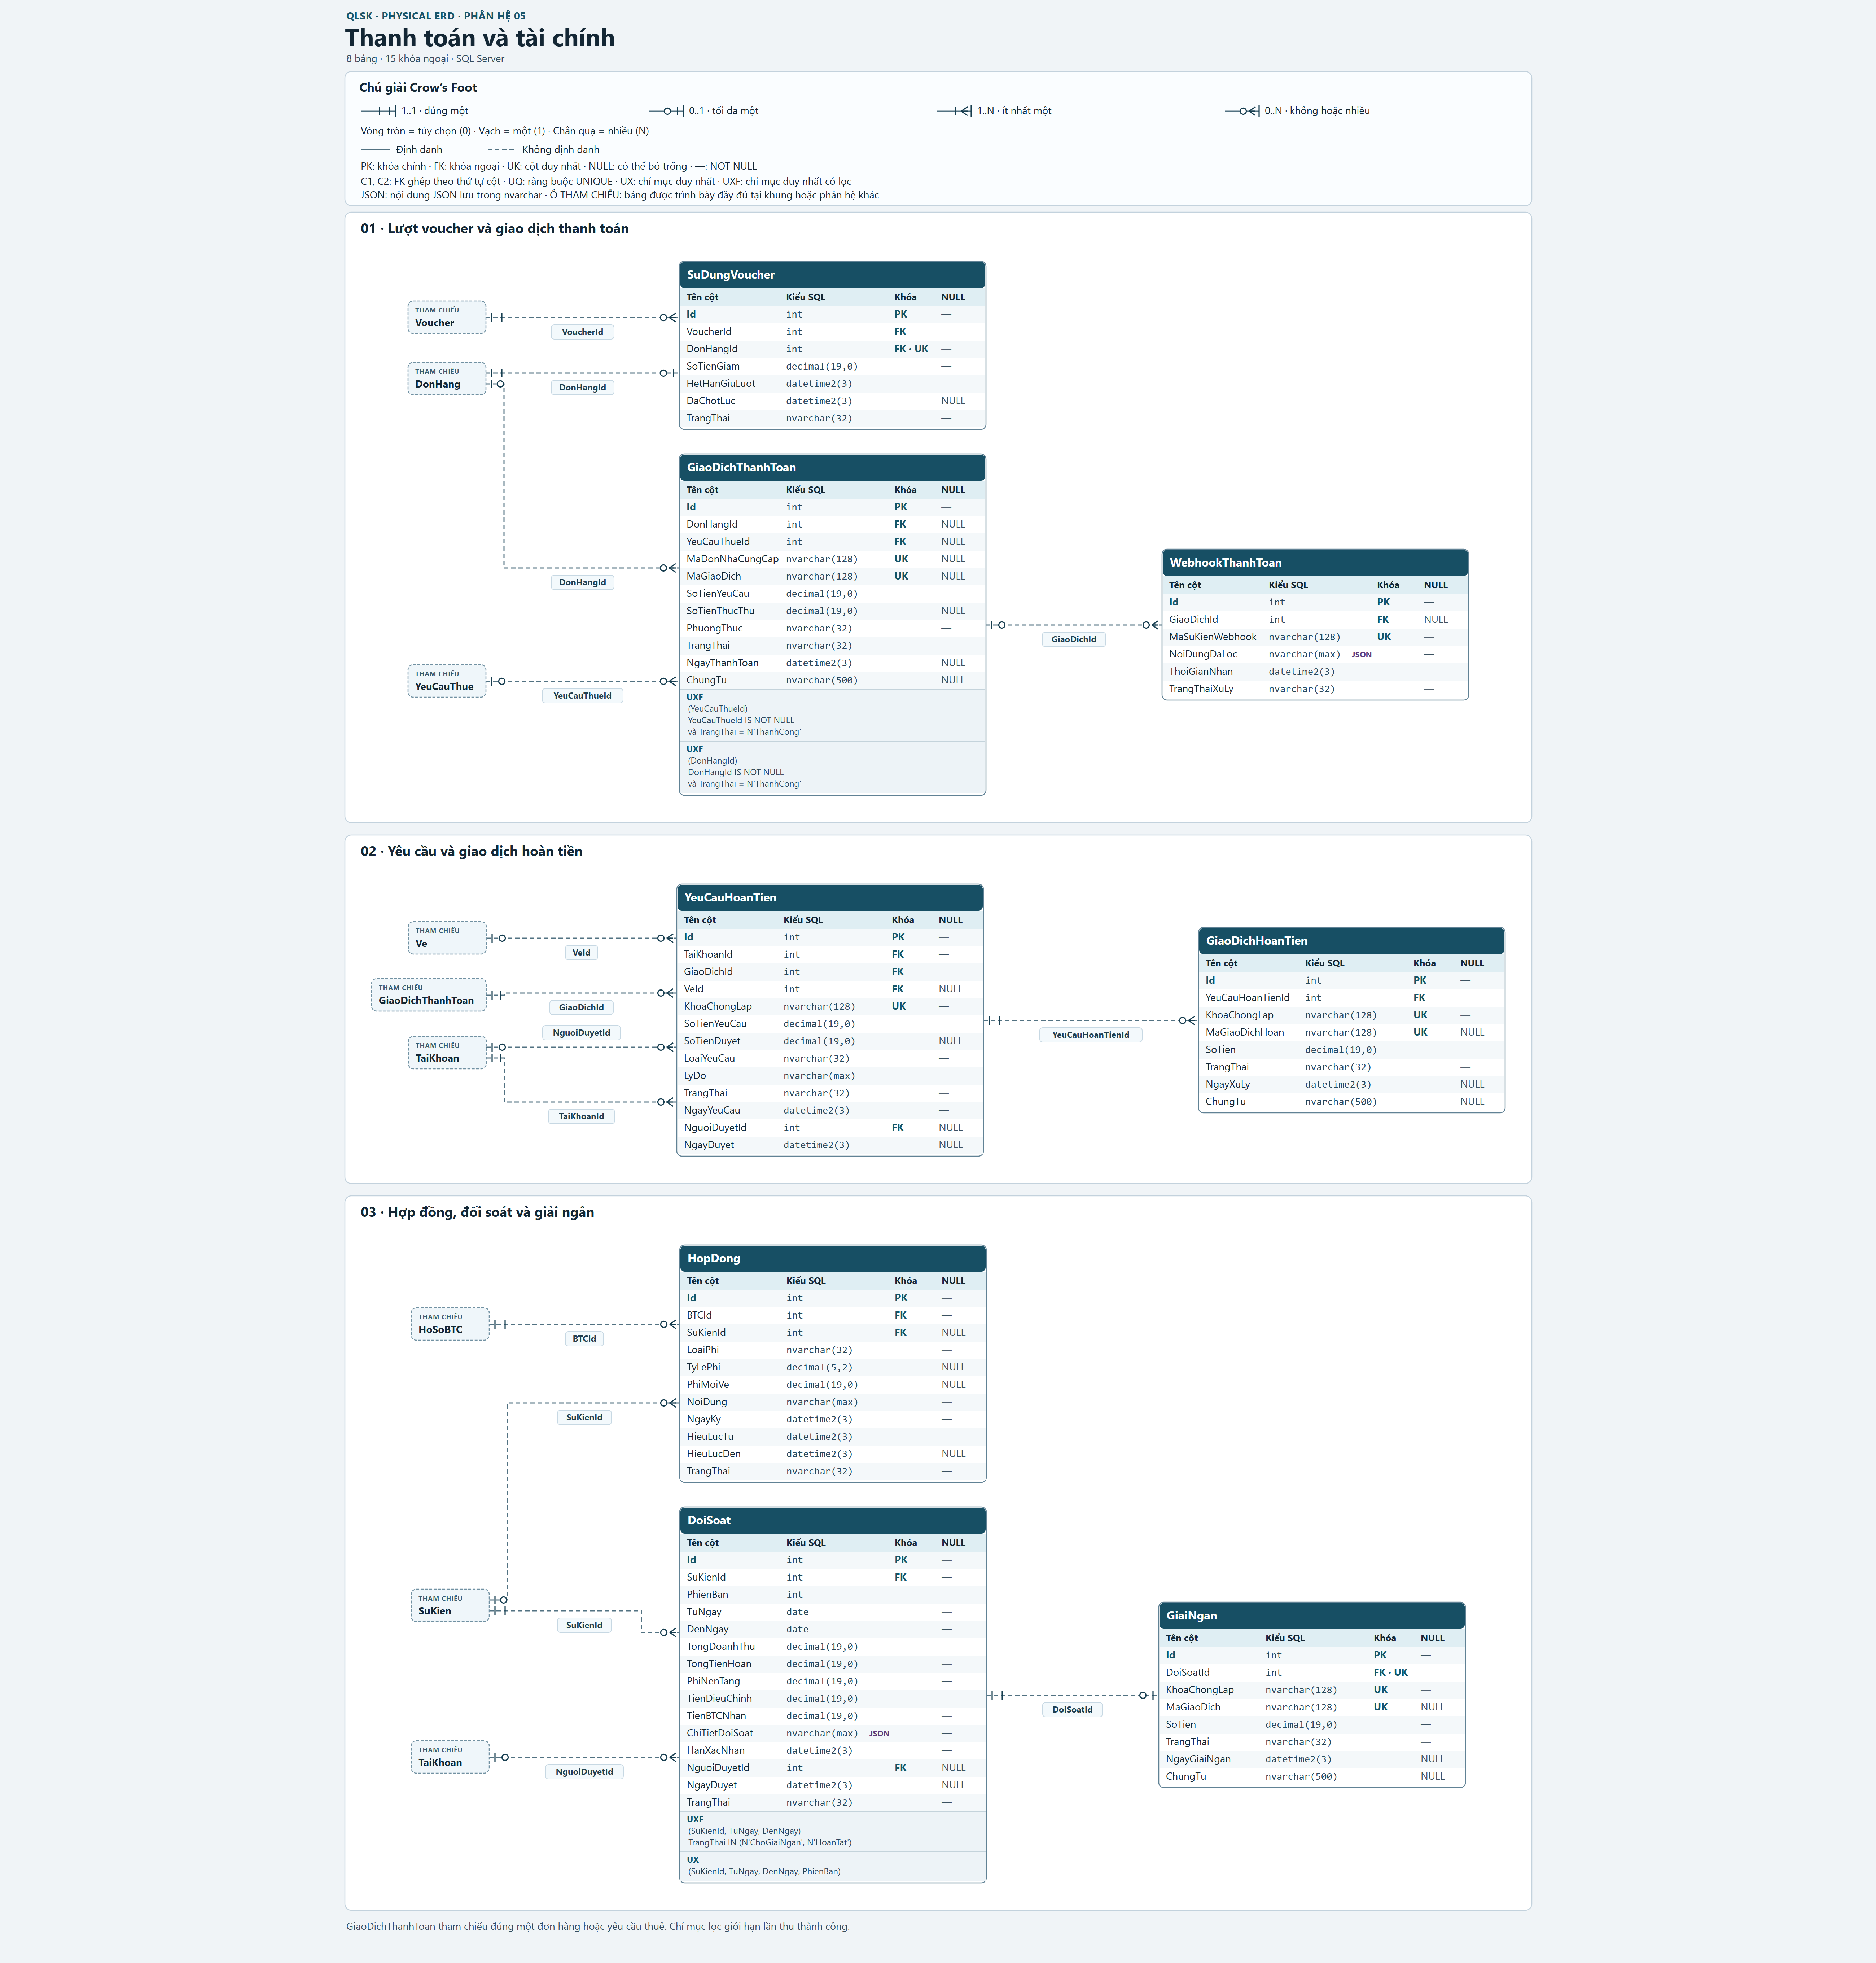 QLSK · PHYSICAL ERD · PHÂN HỆ 05
Thanh toán và tài chính
8 bảng · 15 khóa ngoại · SQL Server
Chú giải Crow’s Foot
1..1 · đúng một
0..1 · tối đa một
1..N · ít nhất một
0..N · không hoặc nhiều
Vòng tròn = tùy chọn (0) · Vạch = một (1) · Chân quạ = nhiều (N)
Định danh
Không định danh
PK: khóa chính · FK: khóa ngoại · UK: cột duy nhất · NULL: có thể bỏ trống · —: NOT NULL
C1, C2: FK ghép theo thứ tự cột · UQ: ràng buộc UNIQUE · UX: chỉ mục duy nhất · UXF: chỉ mục duy nhất có lọc
JSON: nội dung JSON lưu trong nvarchar · Ô THAM CHIẾU: bảng được trình bày đầy đủ tại khung hoặc phân hệ khác
01 · Lượt voucher và giao dịch thanh toán
THAM CHIẾU
Voucher
VoucherId
THAM CHIẾU
DonHang
DonHangId
DonHangId
THAM CHIẾU
YeuCauThue
YeuCauThueId
SuDungVoucher
Tên cột Kiểu SQL Khóa NULL
Id int PK —
VoucherId int FK —
DonHangId int FK · UK —
SoTienGiam decimal(19,0) —
HetHanGiuLuot datetime2(3) —
DaChotLuc datetime2(3) NULL
TrangThai nvarchar(32) —
GiaoDichThanhToan
Tên cột Kiểu SQL Khóa NULL
Id int PK —
DonHangId int FK NULL
YeuCauThueId int FK NULL
MaDonNhaCungCap nvarchar(128) UK NULL
MaGiaoDich nvarchar(128) UK NULL
SoTienYeuCau decimal(19,0) —
SoTienThucThu decimal(19,0) NULL
PhuongThuc nvarchar(32) —
TrangThai nvarchar(32) —
NgayThanhToan datetime2(3) NULL
ChungTu nvarchar(500) NULL
UXF
(YeuCauThueId)
YeuCauThueId IS NOT NULL
và TrangThai = N'ThanhCong'
UXF
(DonHangId)
DonHangId IS NOT NULL
và TrangThai = N'ThanhCong'
GiaoDichId
WebhookThanhToan
Tên cột Kiểu SQL Khóa NULL
Id int PK —
GiaoDichId int FK NULL
MaSuKienWebhook nvarchar(128) UK —
NoiDungDaLoc nvarchar(max) JSON —
ThoiGianNhan datetime2(3) —
TrangThaiXuLy nvarchar(32) —
02 · Yêu cầu và giao dịch hoàn tiền
THAM CHIẾU
Ve
VeId
THAM CHIẾU
GiaoDichThanhToan
GiaoDichId
NguoiDuyetId
THAM CHIẾU
TaiKhoan
TaiKhoanId
YeuCauHoanTien
Tên cột Kiểu SQL Khóa NULL
Id int PK —
TaiKhoanId int FK —
GiaoDichId int FK —
VeId int FK NULL
KhoaChongLap nvarchar(128) UK —
SoTienYeuCau decimal(19,0) —
SoTienDuyet decimal(19,0) NULL
LoaiYeuCau nvarchar(32) —
LyDo nvarchar(max) —
TrangThai nvarchar(32) —
NgayYeuCau datetime2(3) —
NguoiDuyetId int FK NULL
NgayDuyet datetime2(3) NULL
YeuCauHoanTienId
GiaoDichHoanTien
Tên cột Kiểu SQL Khóa NULL
Id int PK —
YeuCauHoanTienId int FK —
KhoaChongLap nvarchar(128) UK —
MaGiaoDichHoan nvarchar(128) UK NULL
SoTien decimal(19,0) —
TrangThai nvarchar(32) —
NgayXuLy datetime2(3) NULL
ChungTu nvarchar(500) NULL
03 · Hợp đồng, đối soát và giải ngân
THAM CHIẾU
HoSoBTC
BTCId
SuKienId
THAM CHIẾU
SuKien
SuKienId
THAM CHIẾU
TaiKhoan
NguoiDuyetId
HopDong
Tên cột Kiểu SQL Khóa NULL
Id int PK —
BTCId int FK —
SuKienId int FK NULL
LoaiPhi nvarchar(32) —
TyLePhi decimal(5,2) NULL
PhiMoiVe decimal(19,0) NULL
NoiDung nvarchar(max) —
NgayKy datetime2(3) —
HieuLucTu datetime2(3) —
HieuLucDen datetime2(3) NULL
TrangThai nvarchar(32) —
DoiSoat
Tên cột Kiểu SQL Khóa NULL
Id int PK —
SuKienId int FK —
PhienBan int —
TuNgay date —
DenNgay date —
TongDoanhThu decimal(19,0) —
TongTienHoan decimal(19,0) —
PhiNenTang decimal(19,0) —
TienDieuChinh decimal(19,0) —
TienBTCNhan decimal(19,0) —
ChiTietDoiSoat nvarchar(max) JSON —
HanXacNhan datetime2(3) —
NguoiDuyetId int FK NULL
NgayDuyet datetime2(3) NULL
TrangThai nvarchar(32) —
UXF
(SuKienId, TuNgay, DenNgay)
TrangThai IN (N'ChoGiaiNgan', N'HoanTat')
UX
(SuKienId, TuNgay, DenNgay, PhienBan)
DoiSoatId
GiaiNgan
Tên cột Kiểu SQL Khóa NULL
Id int PK —
DoiSoatId int FK · UK —
KhoaChongLap nvarchar(128) UK —
MaGiaoDich nvarchar(128) UK NULL
SoTien decimal(19,0) —
TrangThai nvarchar(32) —
NgayGiaiNgan datetime2(3) NULL
ChungTu nvarchar(500) NULL
GiaoDichThanhToan tham chiếu đúng một đơn hàng hoặc yêu cầu thuê. Chỉ mục lọc giới hạn lần thu thành công.